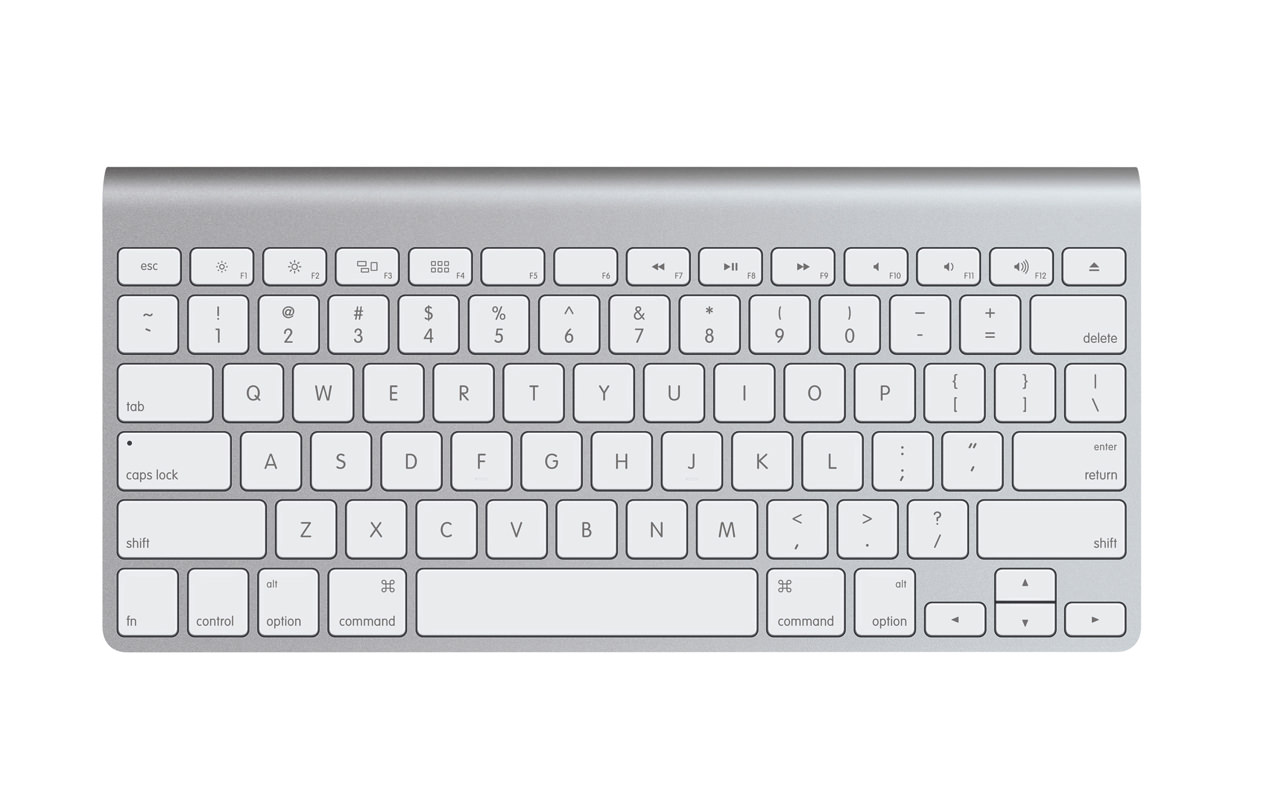 esc F1 F2 F3 F4 F5 F6 F7 F8 F9 F10 F11 F12
~ ! @ # $ % ^ & * ( ) – +
` 1 2 3 4 5 6 7 8 9 0 - = delete
tab Q W E R T Y U I O P { [ } ] | \
caps lock A S D F G H J K L : ; " ' enter return
shift Z X C V B N M < , > . ? / shift
alt ⌘ ⌘ alt
fn control option command command option